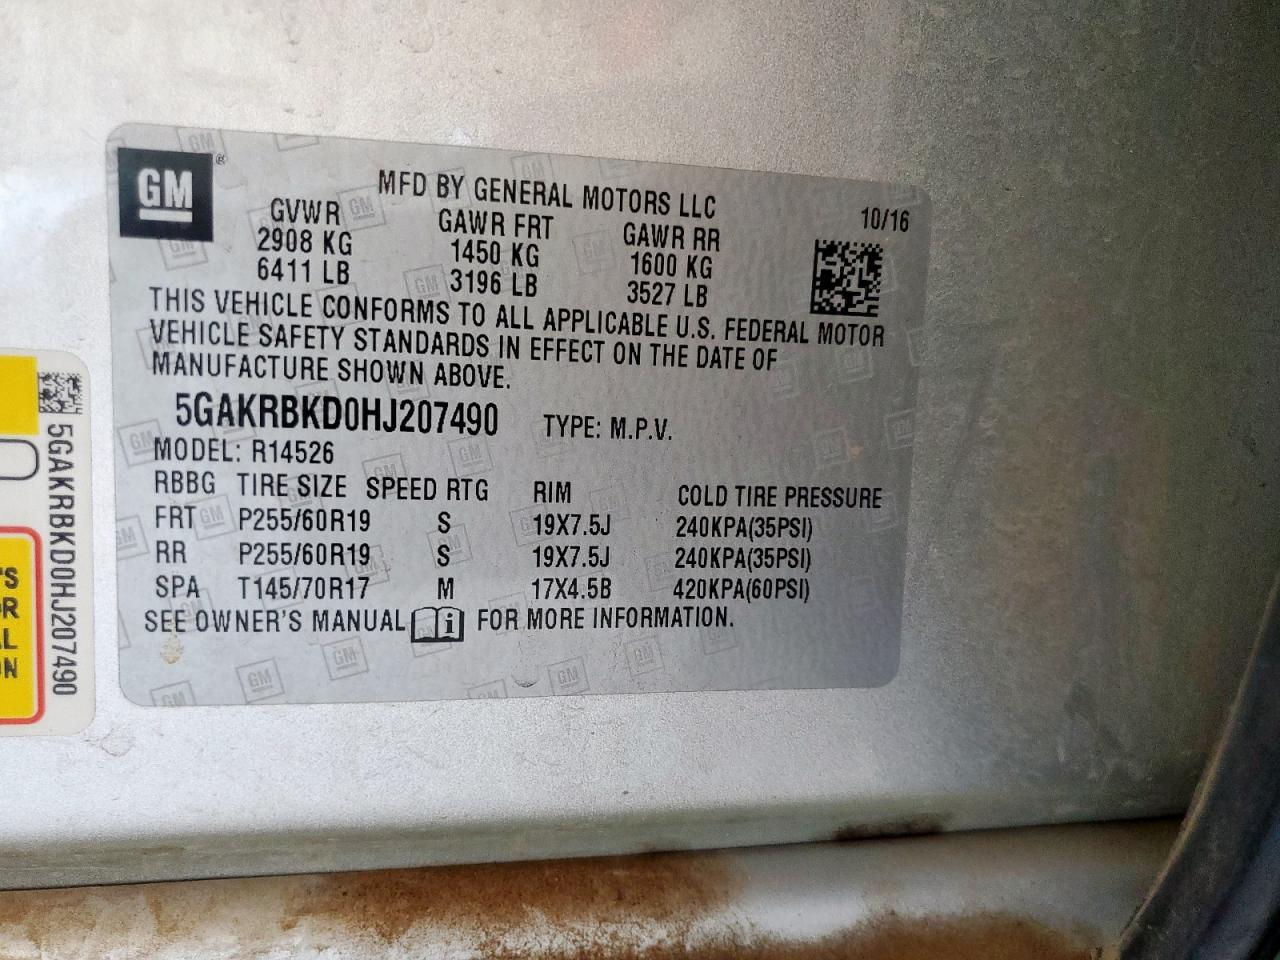 GM
MFD BY GENERAL MOTORS LLC
10/16
GVWR GAWR FRT GAWR RR
2908 KG 1450 KG 1600 KG
6411 LB 3196 LB 3527 LB
THIS VEHICLE CONFORMS TO ALL APPLICABLE U.S. FEDERAL MOTOR
VEHICLE SAFETY STANDARDS IN EFFECT ON THE DATE OF
MANUFACTURE SHOWN ABOVE.
5GAKRBKD0HJ207490 TYPE: M.P.V.
MODEL: R14526
RBBG TIRE SIZE SPEED RTG RIM COLD TIRE PRESSURE
FRT P255/60R19 S 19X7.5J 240KPA(35PSI)
RR P255/60R19 S 19X7.5J 240KPA(35PSI)
SPA T145/70R17 M 17X4.5B 420KPA(60PSI)
SEE OWNER'S MANUAL i FOR MORE INFORMATION.
5GAKRBKD0HJ207490